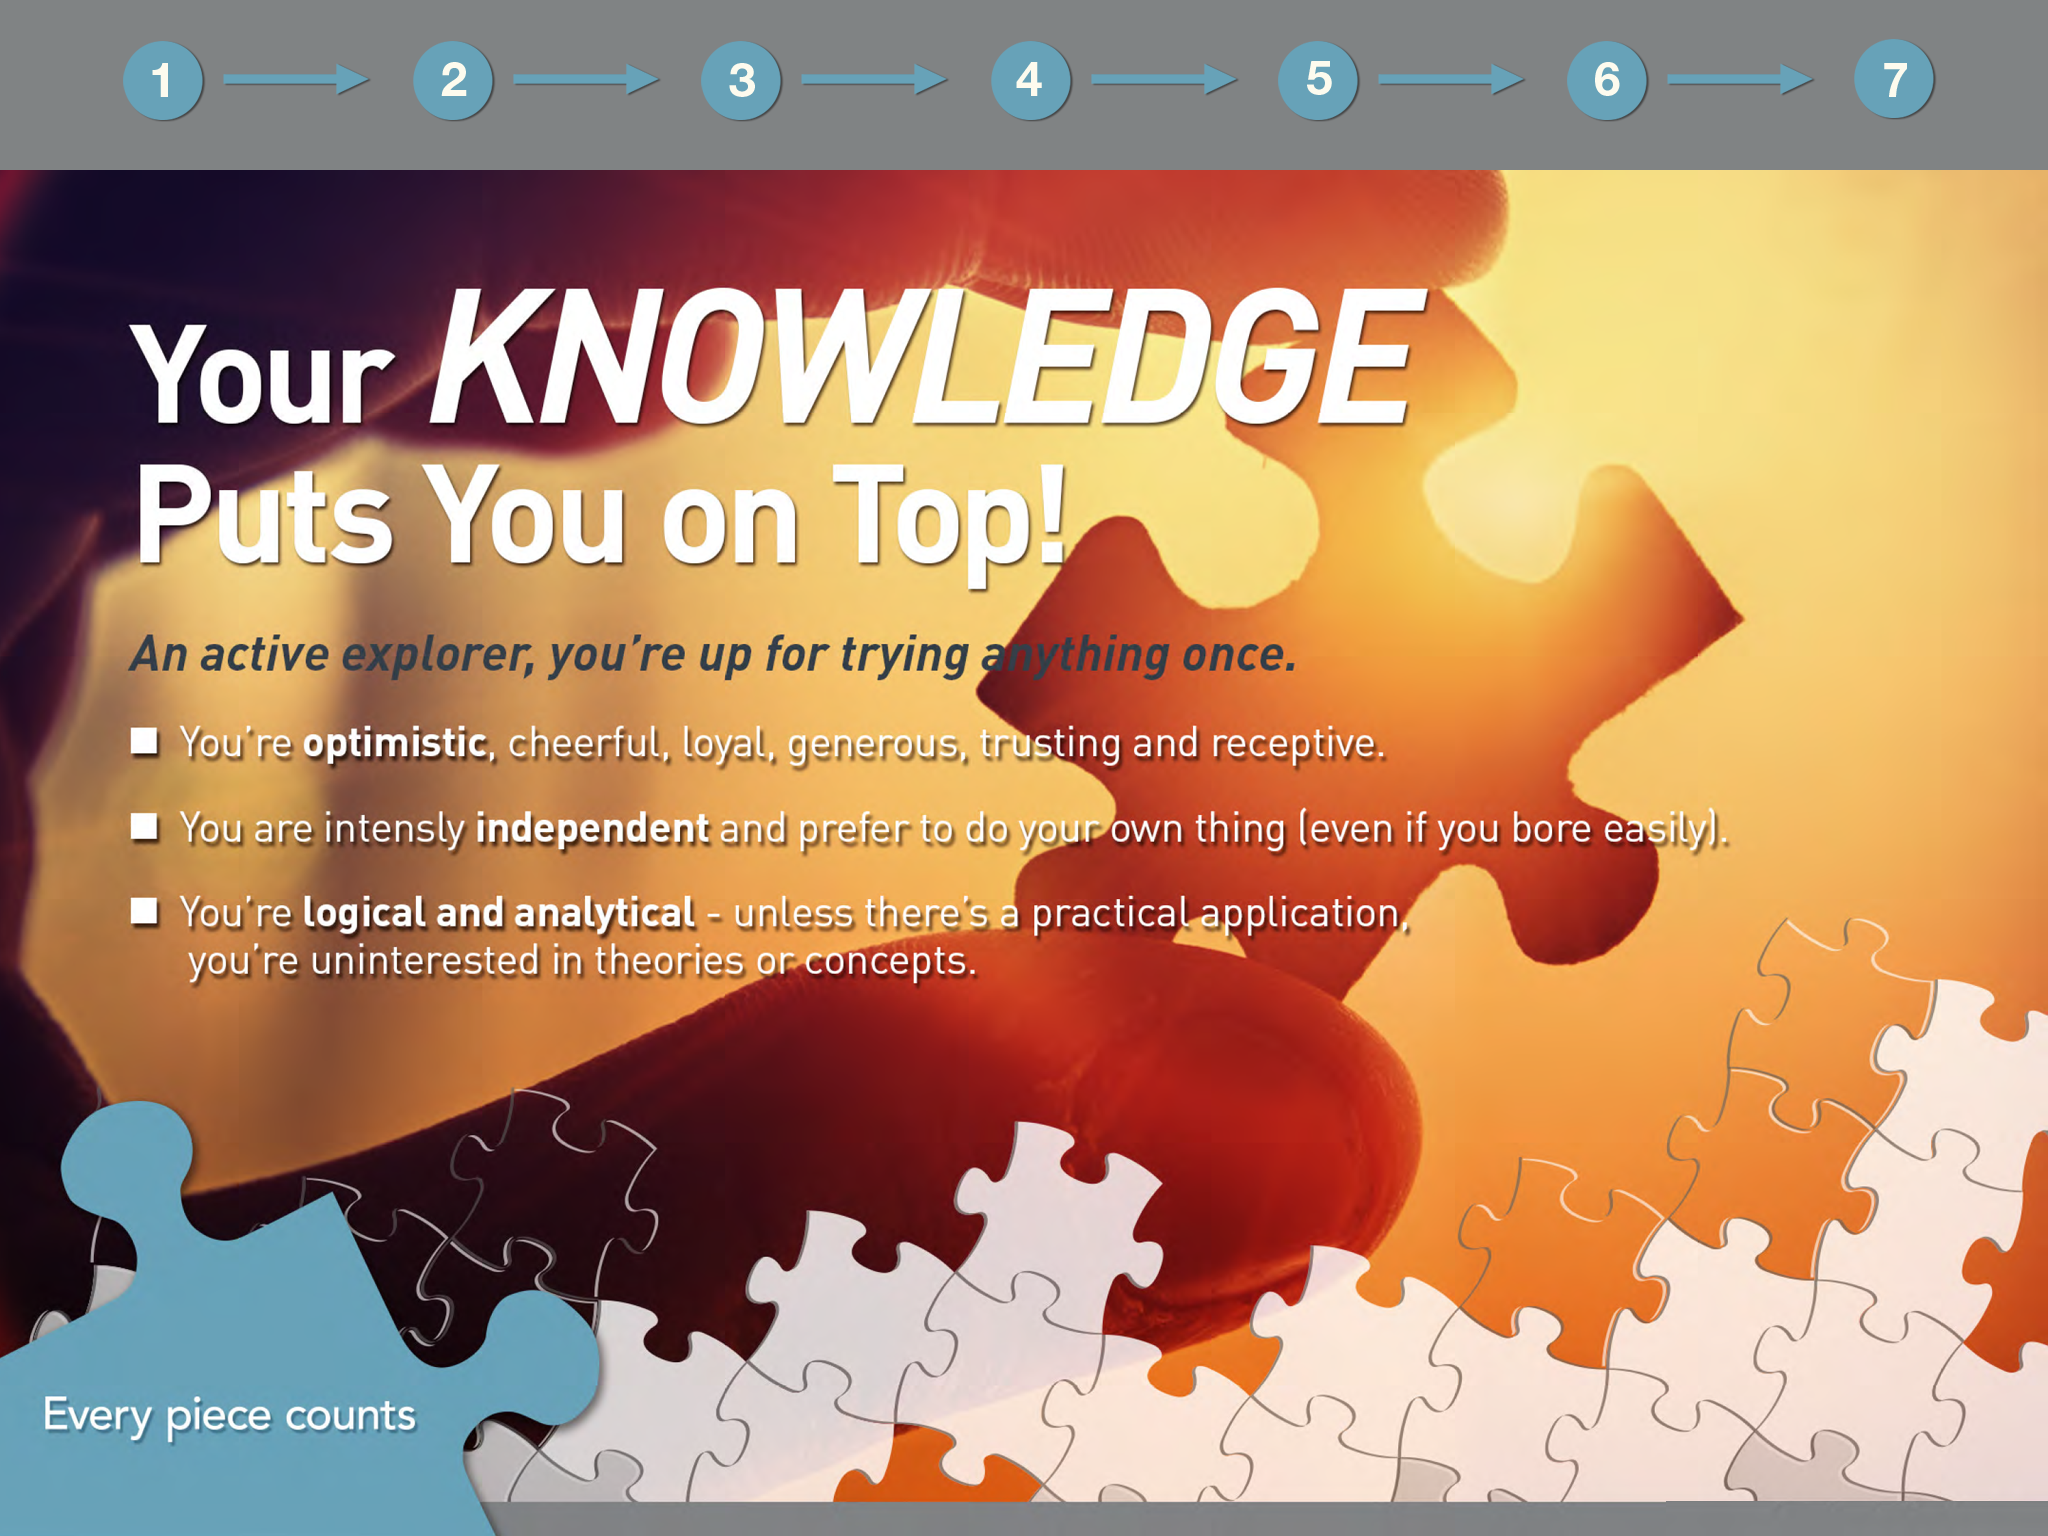 1 2 3 4 5 6 7
Your KNOWLEDGE
Puts You on Top!
An active explorer, you're up for trying anything once.
■ You're optimistic, cheerful, loyal, generous, trusting and receptive.
■ You are intensly independent and prefer to do your own thing (even if you bore easily).
■ You're logical and analytical - unless there's a practical application,
you're uninterested in theories or concepts.
Every piece counts